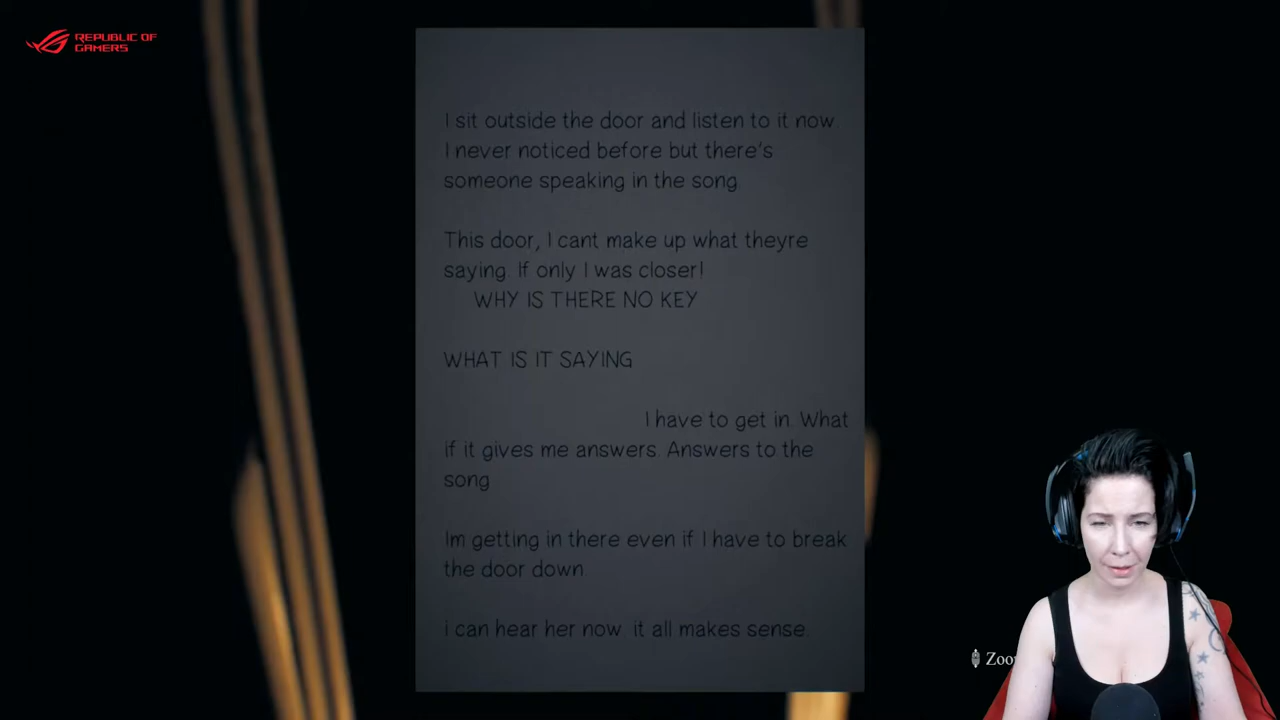 REPUBLIC OF
GAMERS
I sit outside the door and listen to it now
I never noticed before but there's
someone speaking in the song.
This door, I cant make up what theyre
saying. If only I was closer!
WHY IS THERE NO KEY
WHAT IS IT SAYING
I have to get in. What
if it gives me answers. Answers to the
song
Im getting in there even if I have to break
the door down.
i can hear her now. it all makes sense.